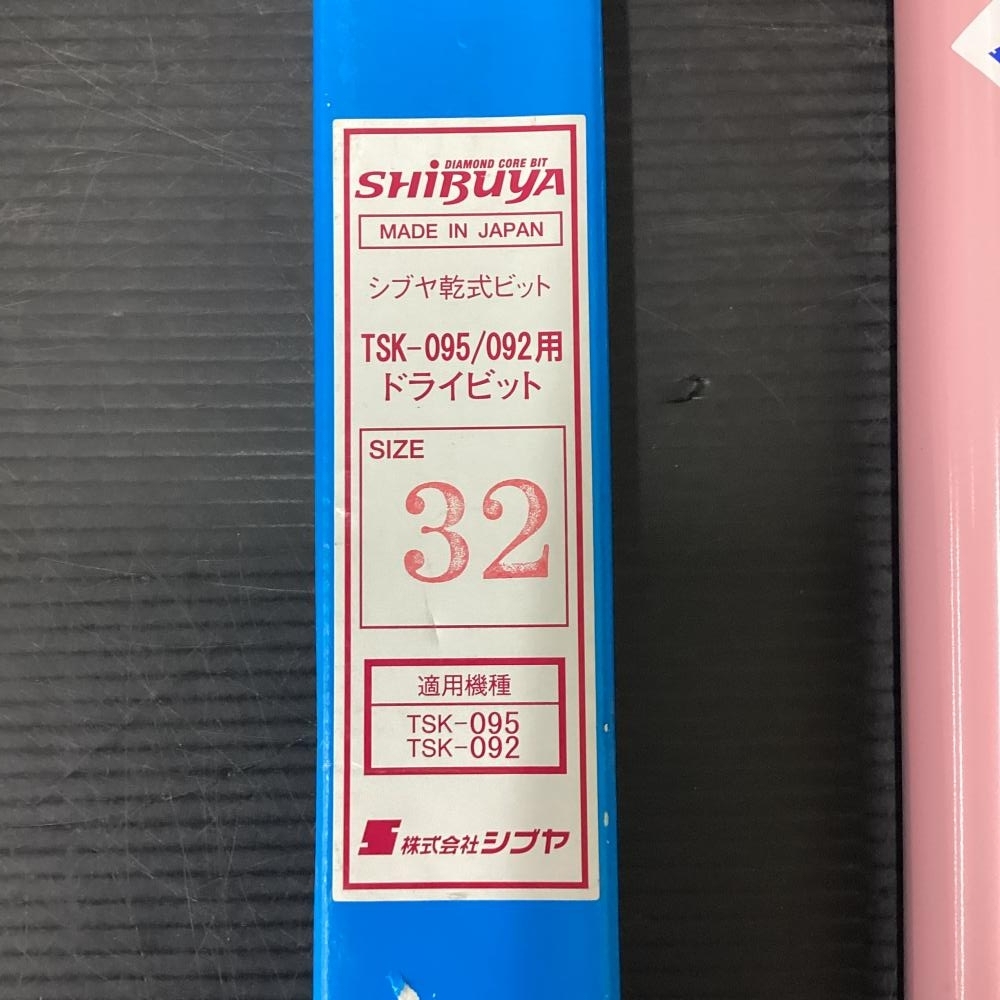 DIAMOND CORE BIT
SHIBUYA
MADE IN JAPAN
シブヤ乾式ビット
TSK-095/092用
ドライビット
SIZE
32
適用機種
TSK-095
TSK-092
株式会社シブヤ